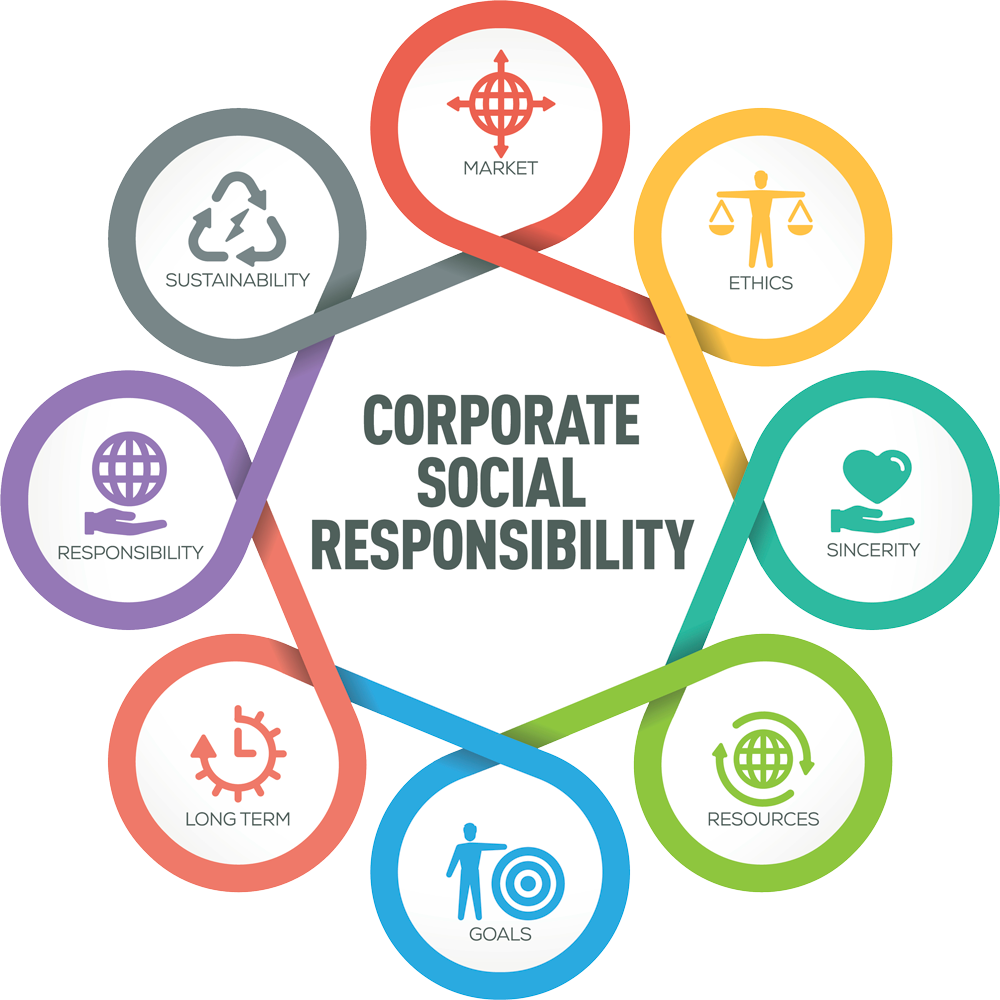 MARKET
ETHICS
SINCERITY
RESOURCES
GOALS
LONG TERM
RESPONSIBILITY
SUSTAINABILITY
CORPORATE
SOCIAL
RESPONSIBILITY